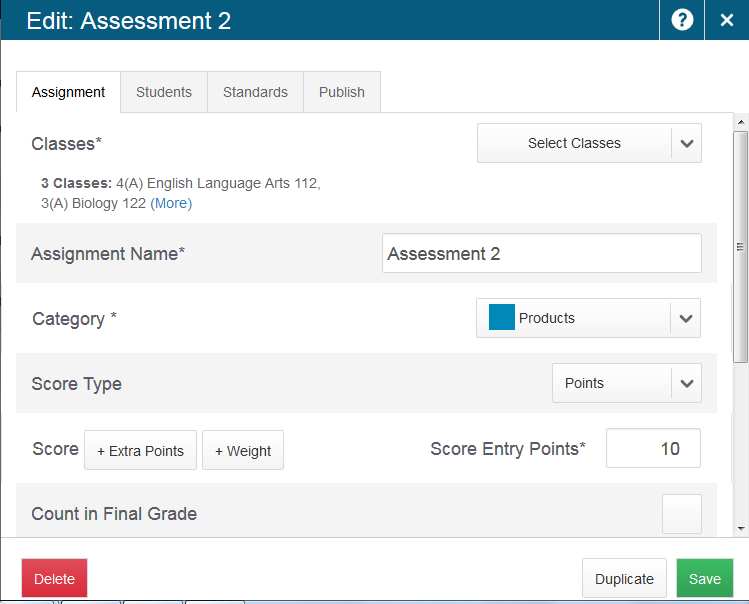 Edit: Assessment 2
?
Assignment Students Standards Publish
Classes* Select Classes
3 Classes: 4(A) English Language Arts 112,
3(A) Biology 122 (More)
Assignment Name* Assessment 2
Category * Products
Score Type Points
Score + Extra Points + Weight Score Entry Points* 10
Count in Final Grade
Delete Duplicate Save